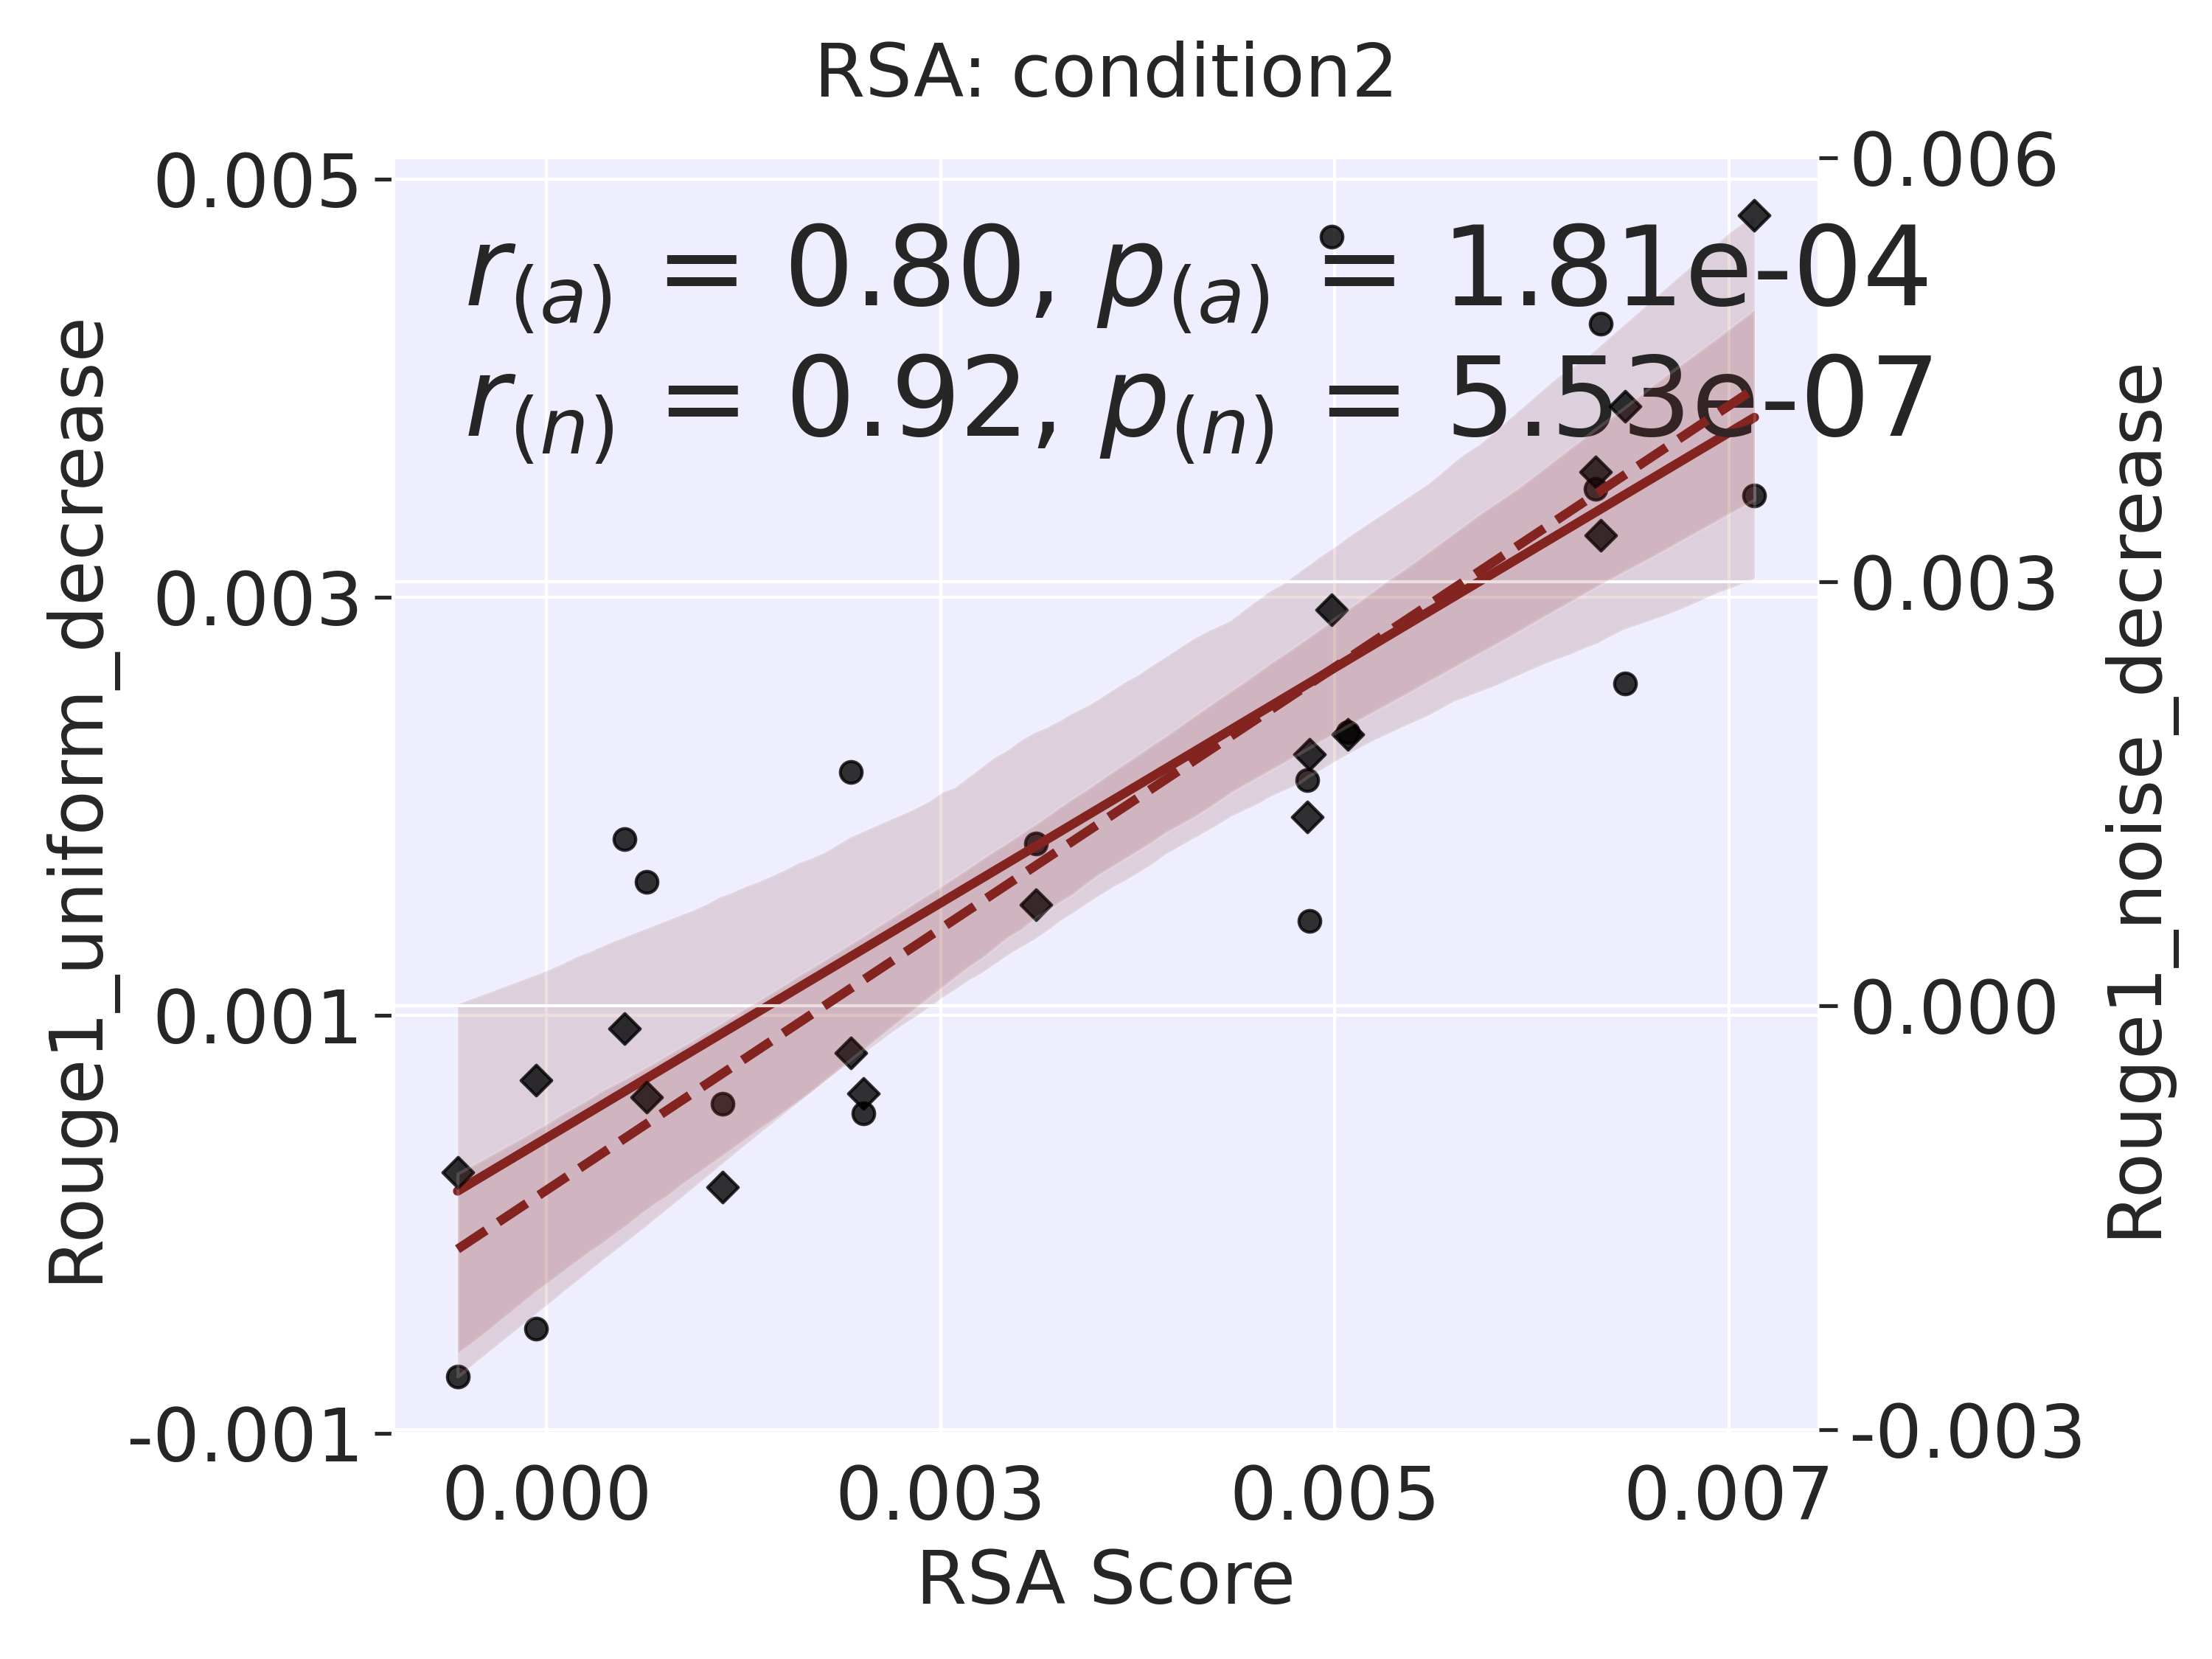 RSA: condition2
0.005
0.003
0.001
-0.001
Rouge1_uniform_decrease
r(a) = 0.80, p(a) = 1.81e-04
r(n) = 0.92, p(n) = 5.53e-07
0.006
0.003
0.000
-0.003
Rouge1_noise_decrease
0.000 0.003 0.005 0.007
RSA Score